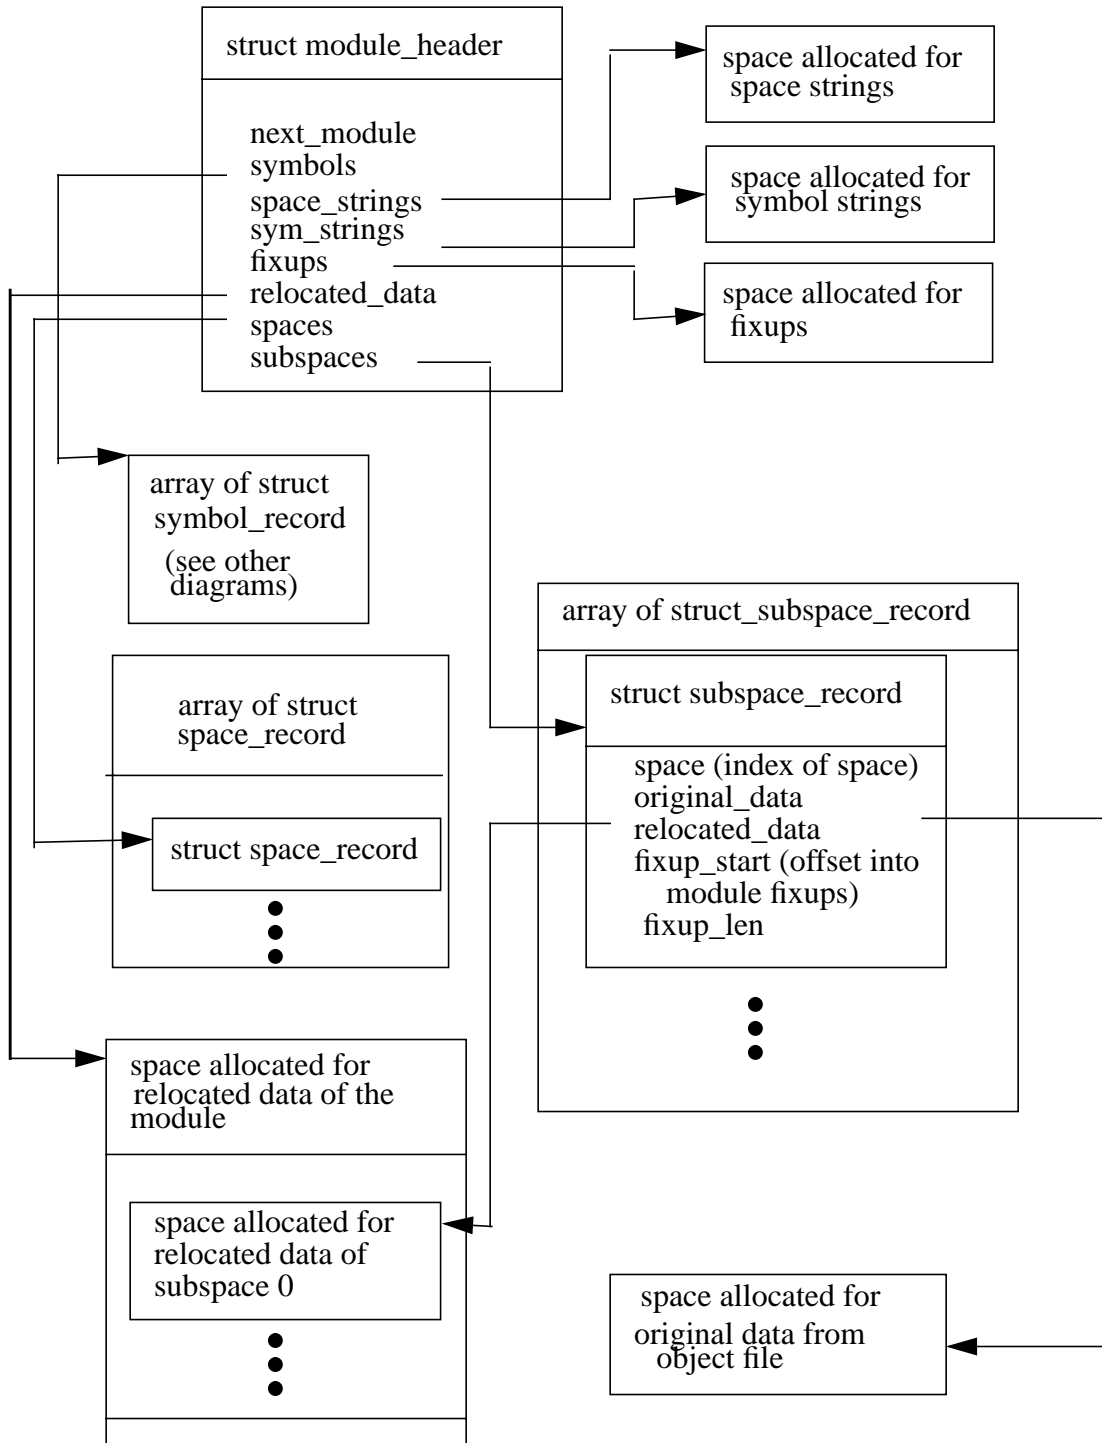 struct module_header
next_module
symbols
space_strings
sym_strings
fixups
relocated_data
spaces
subspaces
space allocated for
space strings
space allocated for
symbol strings
space allocated for
fixups
array of struct
symbol_record
(see other
diagrams)
array of struct
space_record
struct space_record
array of struct_subspace_record
struct subspace_record
space (index of space)
original_data
relocated_data
fixup_start (offset into
module fixups)
fixup_len
space allocated for
relocated data of the
module
space allocated for
relocated data of
subspace 0
space allocated for
original data from
object file